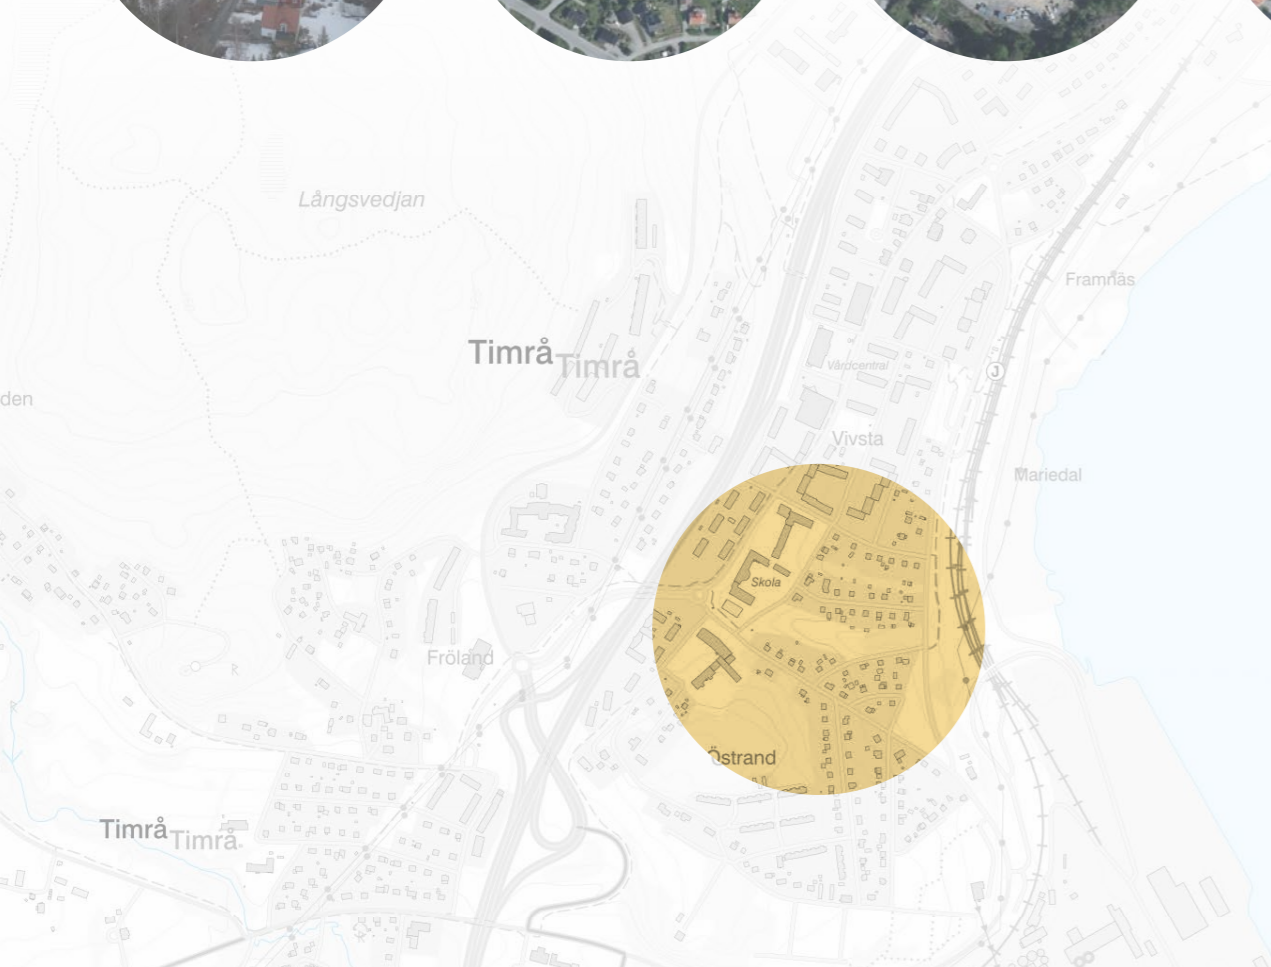 Långsvedjan
Framnäs
Timrå
Timrå
Vårdcentral
J
den
Vivsta
Mariedal
Skola
Fröland
R
Östrand
Timrå
Timrå